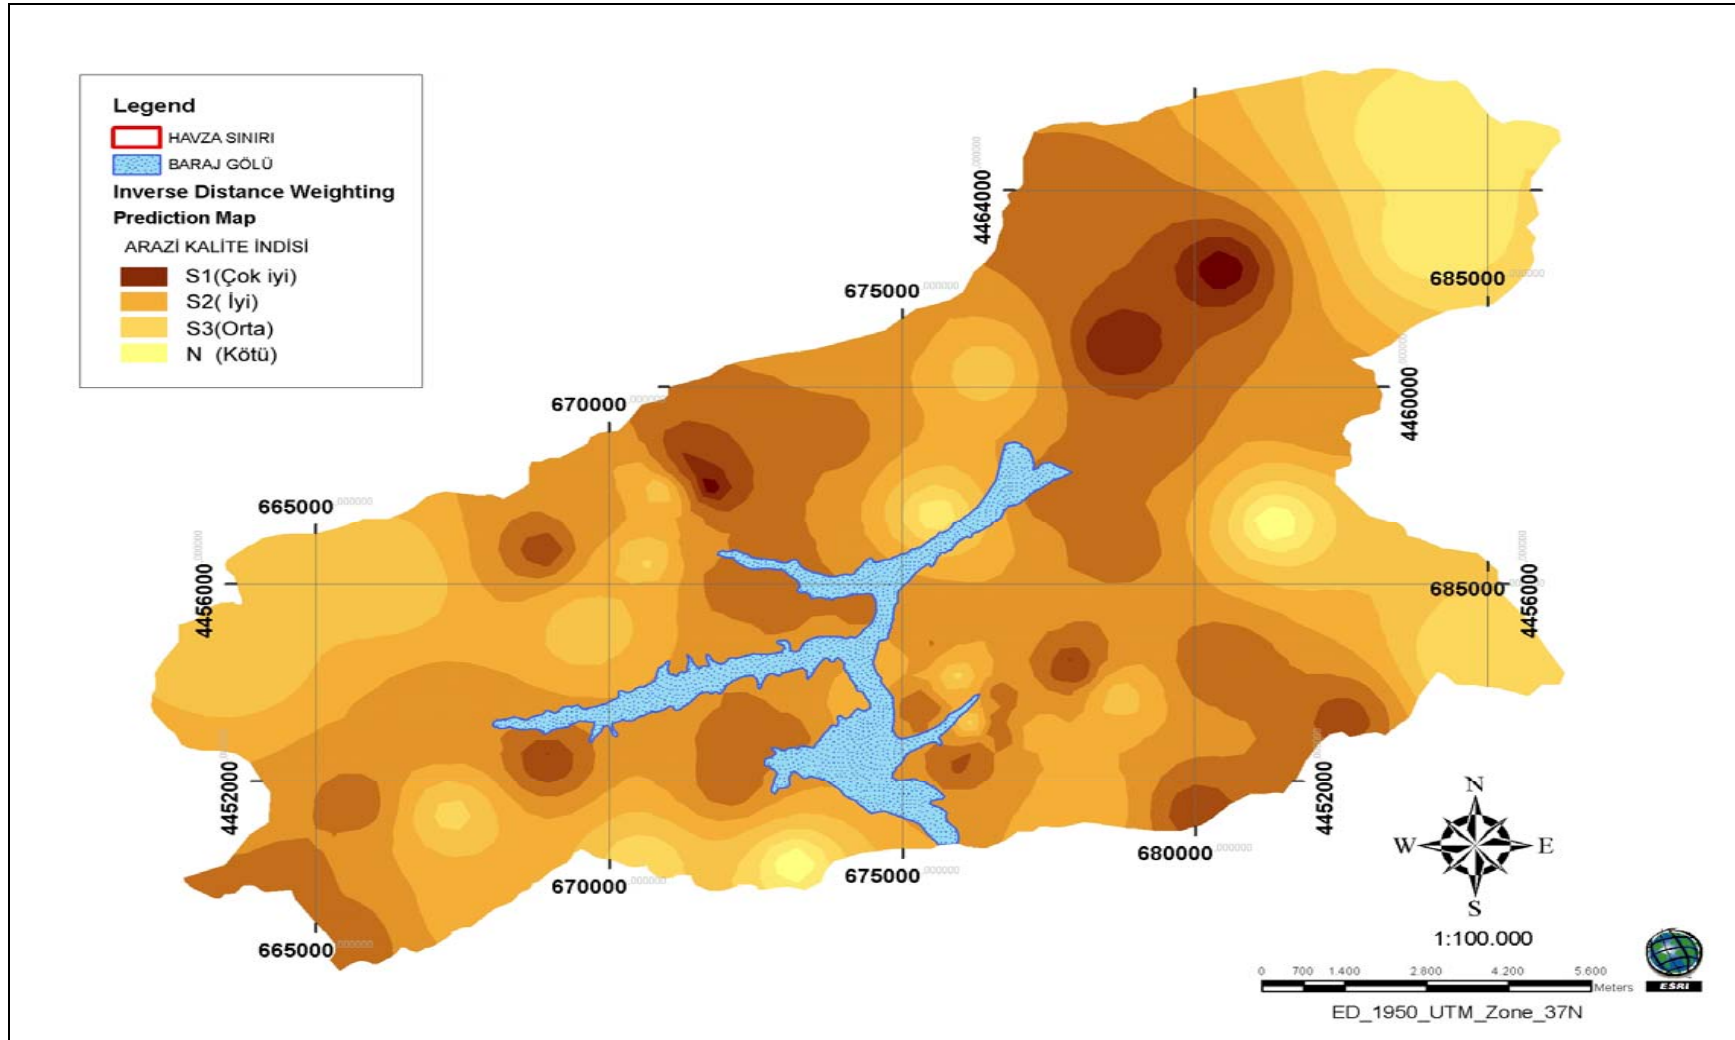 Legend
HAVZA SINIRI
BARAJ GÖLÜ
Inverse Distance Weighting
Prediction Map
ARAZİ KALİTE İNDİSİ
S1(Çok iyi)
S2( İyi)
S3(Orta)
N (Kötü)
4464000
685000
675000
670000
4460000
665000
4456000
685000
4456000
4452000
4452000
680000
675000
670000
665000
N
W E
S
1:100.000
0 700 1.400 2.800 4.200 5.600
Meters
ESRI
ED_1950_UTM_Zone_37N